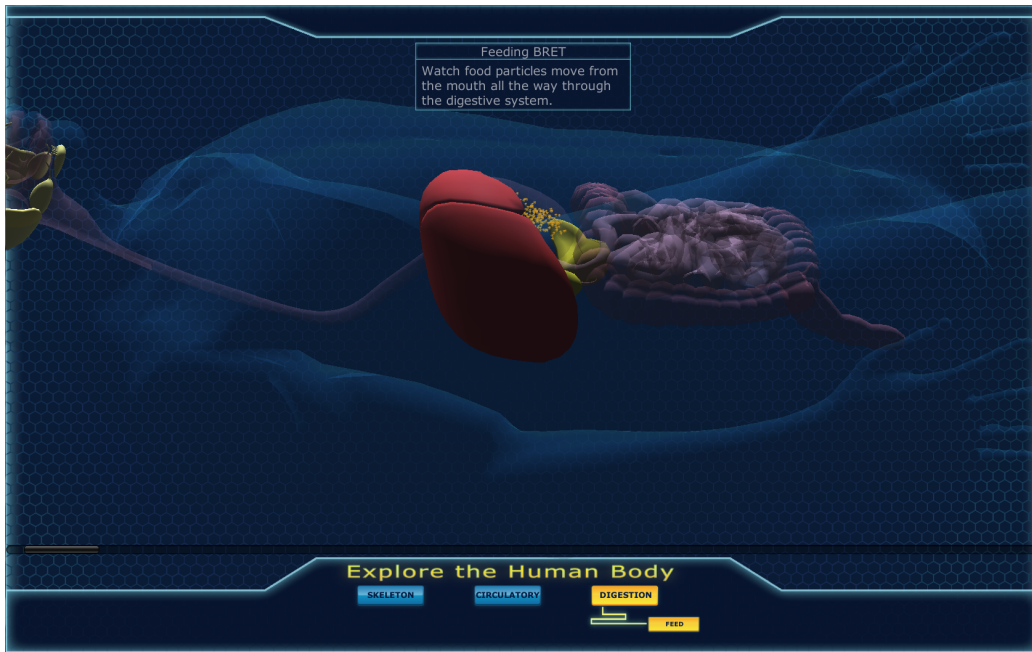 Feeding BRET
Watch food particles move from
the mouth all the way through
the digestive system.
Explore the Human Body
SKELETON
CIRCULATORY
DIGESTION
FEED